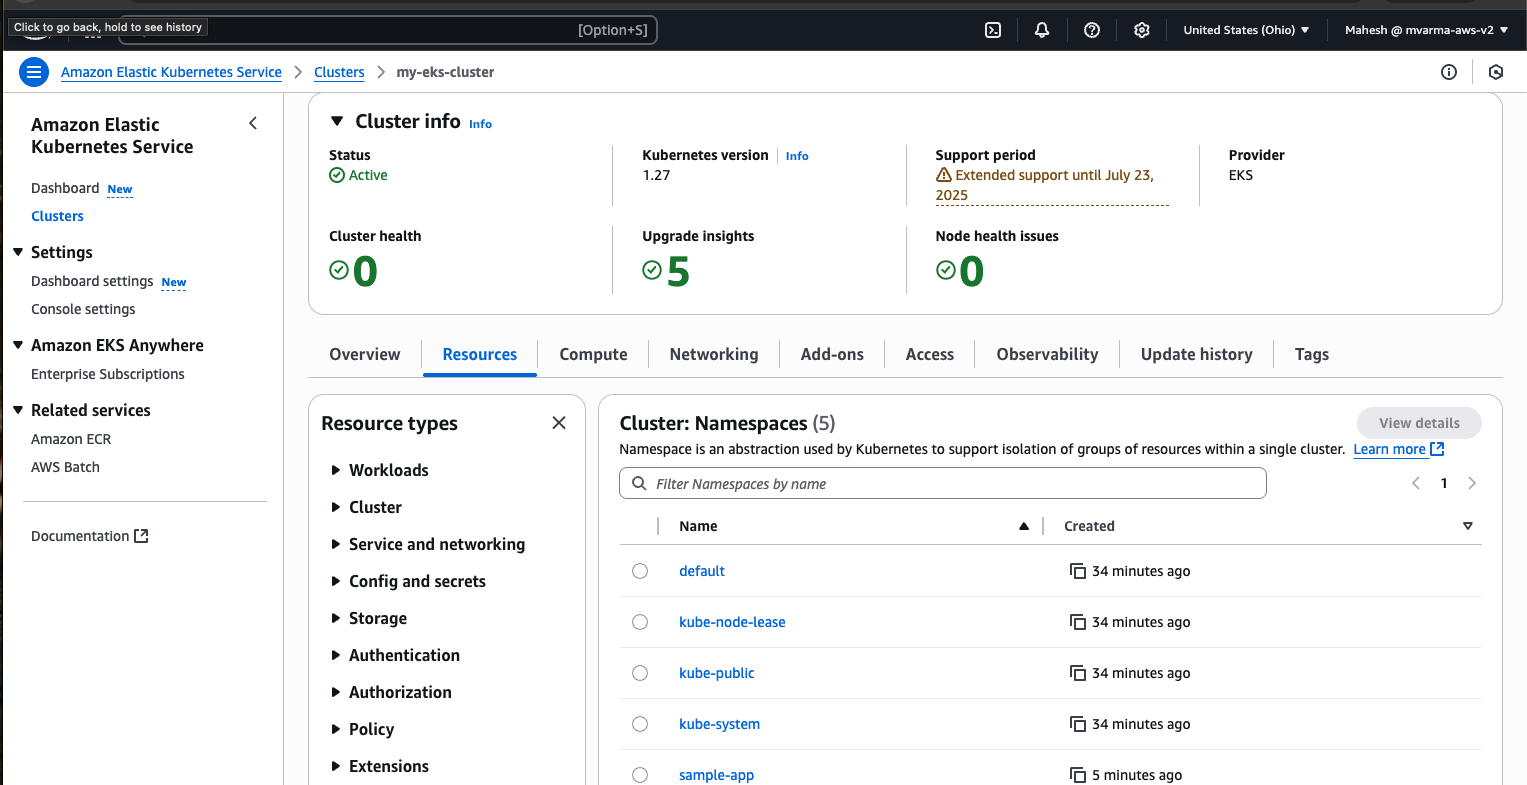 Click to go back, hold to see history
[Option+S]
United States (Ohio)
Mahesh @ mvarma-aws-v2
Amazon Elastic Kubernetes Service
Clusters
my-eks-cluster
Amazon Elastic
Kubernetes Service
Dashboard New
Clusters
Settings
Dashboard settings New
Console settings
Amazon EKS Anywhere
Enterprise Subscriptions
Related services
Amazon ECR
AWS Batch
Documentation
Cluster info Info
Status
Active
Kubernetes version Info
1.27
Support period
Extended support until July 23,
2025
Provider
EKS
Cluster health
0
Upgrade insights
5
Node health issues
0
Overview
Resources
Compute
Networking
Add-ons
Access
Observability
Update history
Tags
Resource types
Workloads
Cluster
Service and networking
Config and secrets
Storage
Authentication
Authorization
Policy
Extensions
Cluster: Namespaces (5)
View details
Namespace is an abstraction used by Kubernetes to support isolation of groups of resources within a single cluster. Learn more
Filter Namespaces by name
1
Name Created
default 34 minutes ago
kube-node-lease 34 minutes ago
kube-public 34 minutes ago
kube-system 34 minutes ago
sample-app 5 minutes ago